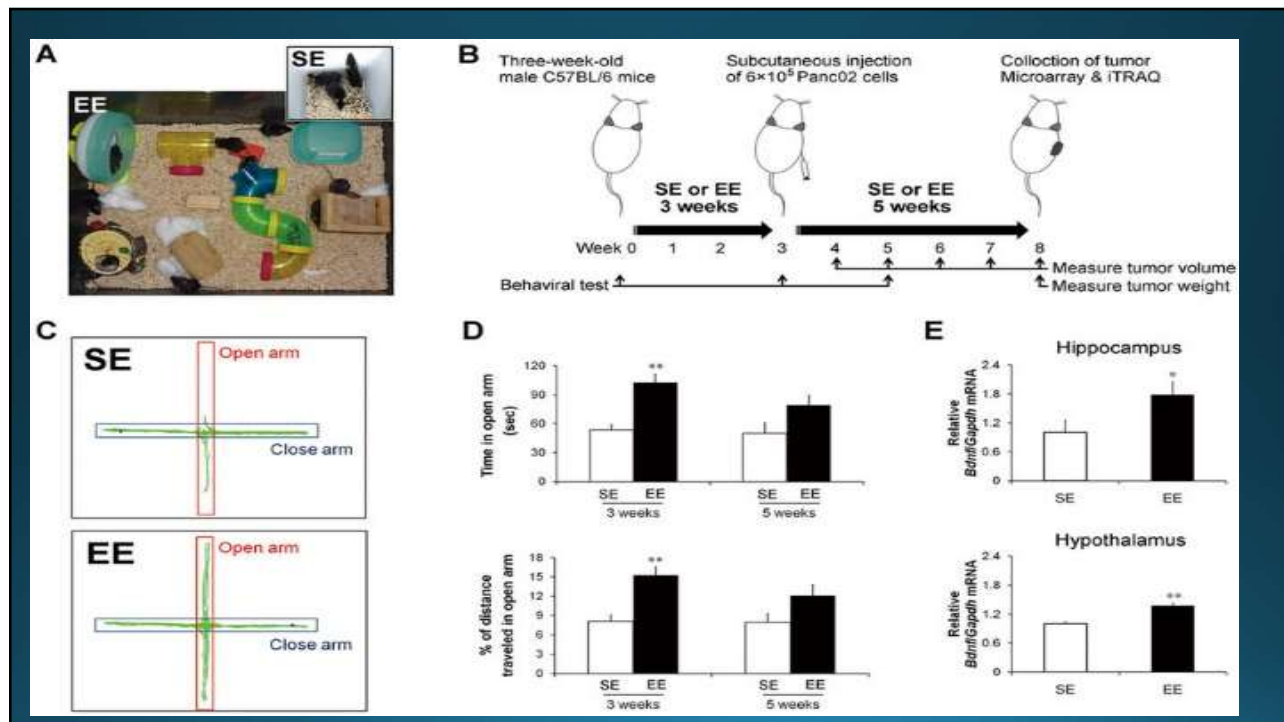 A
SE
EE
B
Three-week-old
male C57BL/6 mice
Subcutaneous injection
of 6×10⁵ Panc02 cells
Colloction of tumor
Microarray & iTRAQ
SE or EE
3 weeks
SE or EE
5 weeks
Week 0 1 2 3 4 5 6 7 8
Measure tumor volume
Behaviral test
Measure tumor weight
C
SE
Open arm
Close arm
EE
Open arm
Close arm
D
Time in open arm
(sec)
120
90
60
30
0
**
SE EE SE EE
3 weeks 5 weeks
% of distance
traveled in open arm
18
15
12
9
6
3
0
**
SE EE SE EE
3 weeks 5 weeks
E
Hippocampus
Relative
Bdnf/Gapdh mRNA
2.4
1.8
1.2
0.6
0
*
SE EE
Hypothalamus
Relative
Bdnf/Gapdh mRNA
2.4
1.8
1.2
0.6
0
**
SE EE